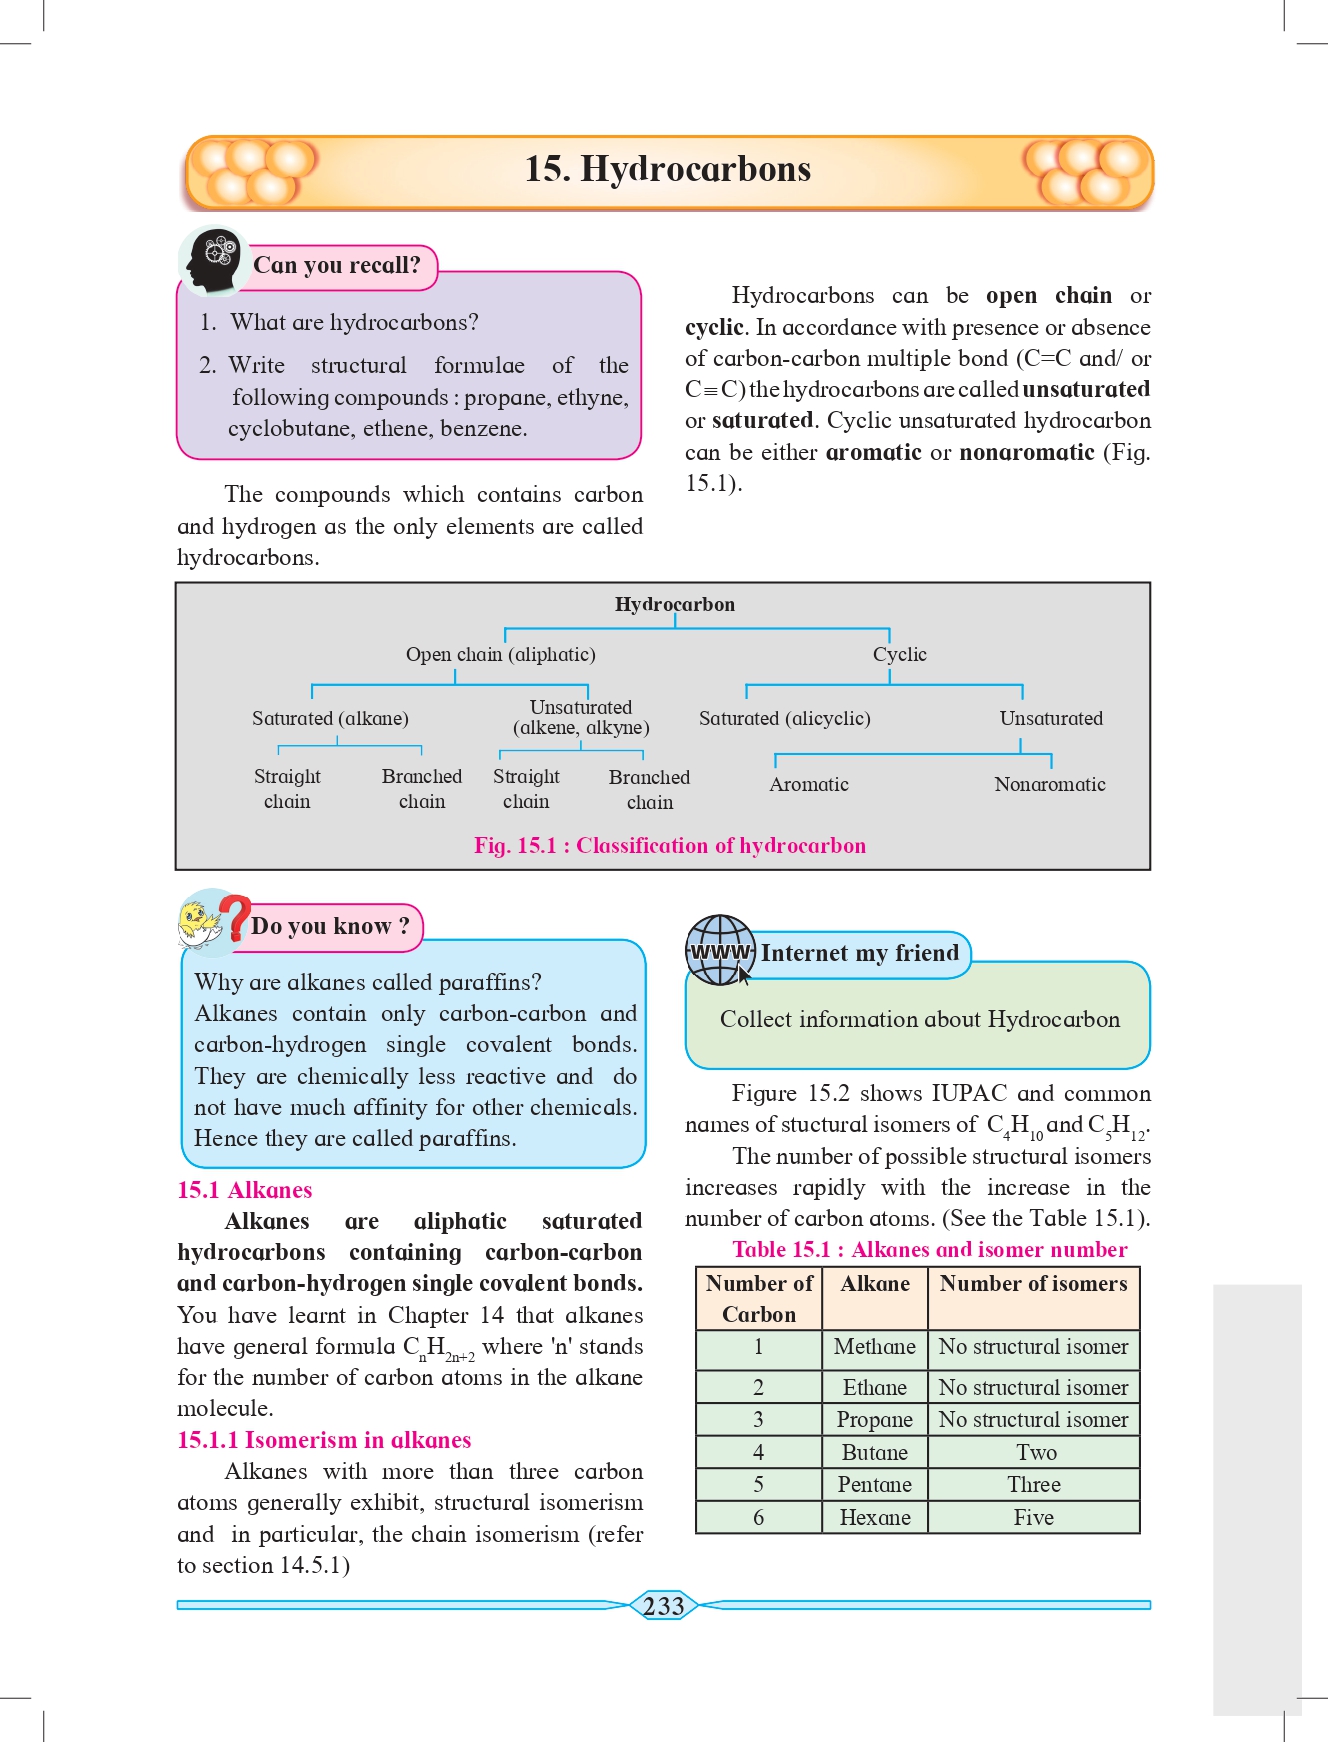 15. Hydrocarbons
Can you recall?
1. What are hydrocarbons?
2. Write structural formulae of the
following compounds : propane, ethyne,
cyclobutane, ethene, benzene.
The compounds which contains carbon
and hydrogen as the only elements are called
hydrocarbons.
Hydrocarbons can be open chain or
cyclic. In accordance with presence or absence
of carbon-carbon multiple bond (C=C and/ or
C≡C) the hydrocarbons are called unsaturated
or saturated. Cyclic unsaturated hydrocarbon
can be either aromatic or nonaromatic (Fig.
15.1).
Hydrocarbon
Open chain (aliphatic) Cyclic
Saturated (alkane) Unsaturated (alkene, alkyne) Saturated (alicyclic) Unsaturated
Straight chain Branched chain Straight chain Branched chain Aromatic Nonaromatic
Fig. 15.1 : Classification of hydrocarbon
Do you know ?
Why are alkanes called paraffins?
Alkanes contain only carbon-carbon and
carbon-hydrogen single covalent bonds.
They are chemically less reactive and do
not have much affinity for other chemicals.
Hence they are called paraffins.
15.1 Alkanes
Alkanes are aliphatic saturated
hydrocarbons containing carbon-carbon
and carbon-hydrogen single covalent bonds.
You have learnt in Chapter 14 that alkanes
have general formula CnH2n+2 where 'n' stands
for the number of carbon atoms in the alkane
molecule.
15.1.1 Isomerism in alkanes
Alkanes with more than three carbon
atoms generally exhibit, structural isomerism
and in particular, the chain isomerism (refer
to section 14.5.1)
www
Internet my friend
Collect information about Hydrocarbon
Figure 15.2 shows IUPAC and common
names of stuctural isomers of C4H10 and C5H12.
The number of possible structural isomers
increases rapidly with the increase in the
number of carbon atoms. (See the Table 15.1).
Table 15.1 : Alkanes and isomer number
Number of Carbon Alkane Number of isomers
1 Methane No structural isomer
2 Ethane No structural isomer
3 Propane No structural isomer
4 Butane Two
5 Pentane Three
6 Hexane Five
233